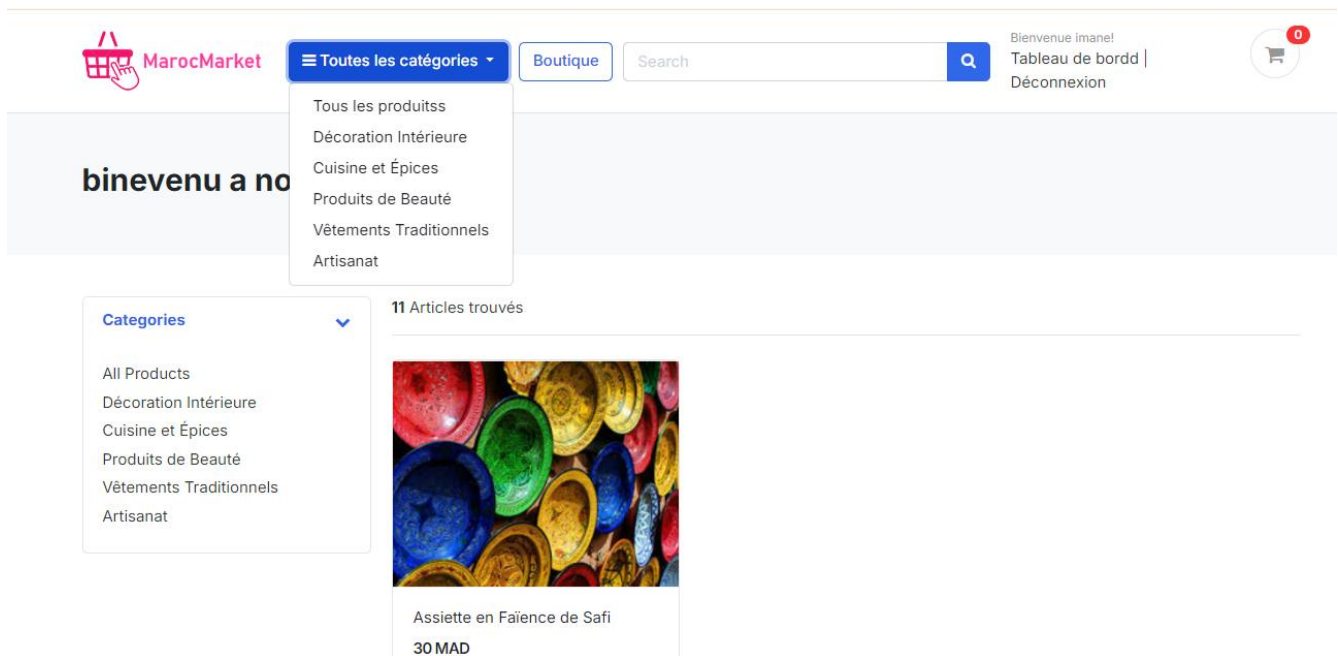 MarocMarket
Toutes les catégories
Boutique
Search
Bienvenue imane!
Tableau de bordd |
Déconnexion
0
Tous les produitss
Décoration Intérieure
Cuisine et Épices
Produits de Beauté
Vêtements Traditionnels
Artisanat
binevenu a no
Categories
All Products
Décoration Intérieure
Cuisine et Épices
Produits de Beauté
Vêtements Traditionnels
Artisanat
11 Articles trouvés
Assiette en Faïence de Safi
30 MAD